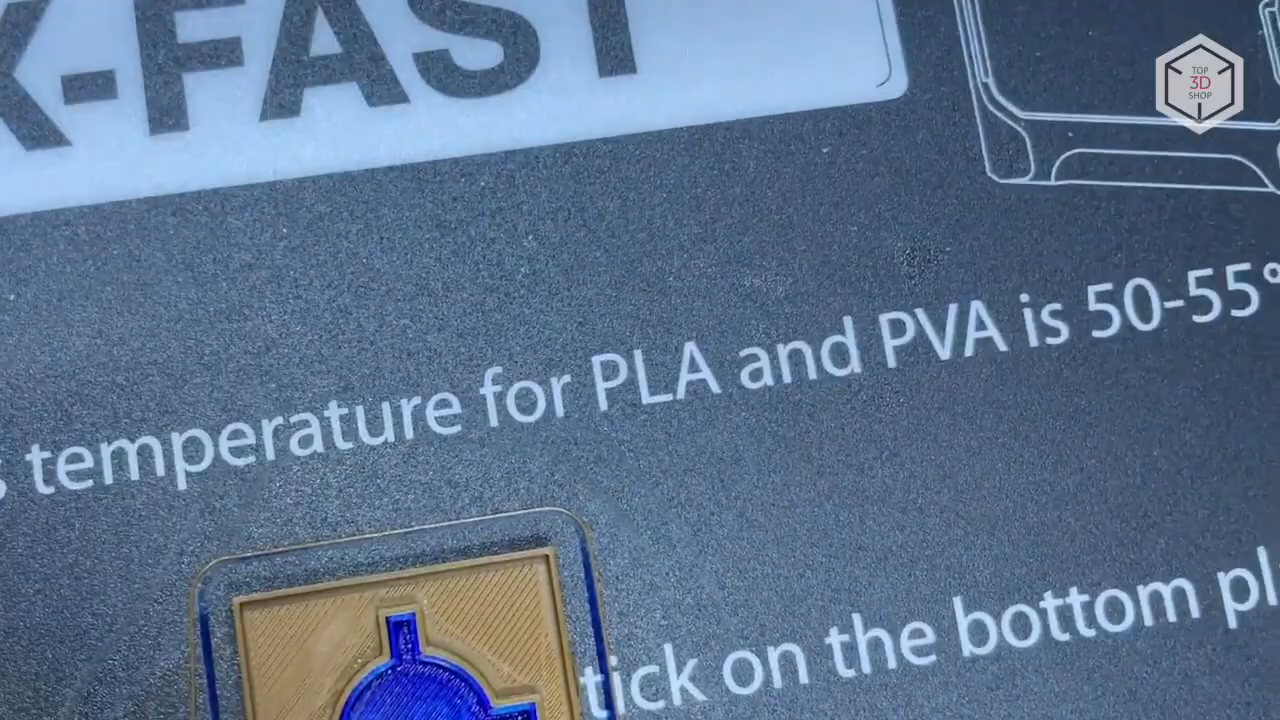 K-FAST
TOP
3D
SHOP
temperature for PLA and PVA is 50-55°
tick on the bottom pl